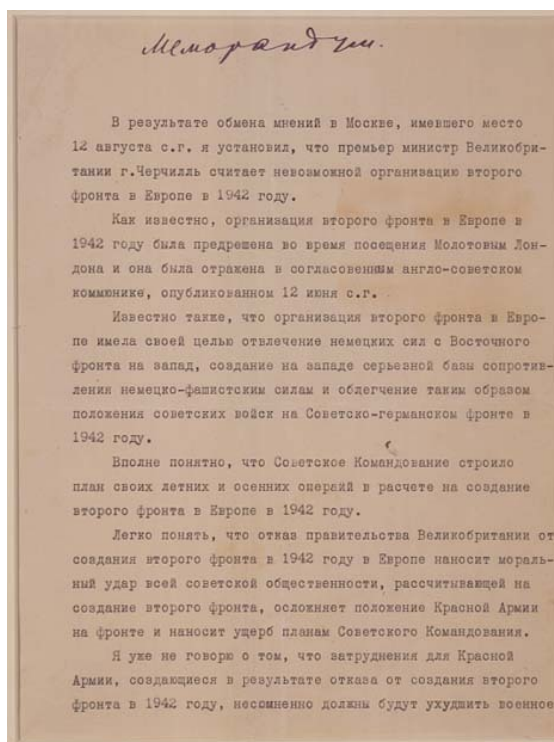 Меморандум.
В результате обмена мнений в Москве, имевшего место
12 августа с.г. я установил, что премьер министр Великобри-
тании г.Черчилль считает невозможной организацию второго
фронта в Европе в 1942 году.
Как известно, организация второго фронта в Европе в
1942 году была предрешена во время посещения Молотовым Лон-
дона и она была отражена в согласовенным англо-советском
коммюнике, опубликованном 12 июня с.г.
Известно также, что организация второго фронта в Евро-
пе имела своей целью отвлечение немецких сил с Восточного
фронта на запад, создание на западе серьезной базы сопротив-
ления немецко-фашистским силам и облегчение таким образом
положения советских войск на Советско-германском фронте в
1942 году.
Вполне понятно, что Советское Командование строило
план своих летних и осенних операий в расчете на создание
второго фронта в Европе в 1942 году.
Легко понять, что отказ правительства Великобритании от
создания второго фронта в 1942 году в Европе наносит мораль-
ный удар всей советской общественности, рассчитывающей на
создание второго фронта, осложняет положение Красной Армии
на фронте и наносит ущерб планам Советского Командования.
Я уже не говорю о том, что затруднения для Красной
Армии, создающиеся в результате отказа от создания второго
фронта в 1942 году, несомненно должны будут ухудшить военное